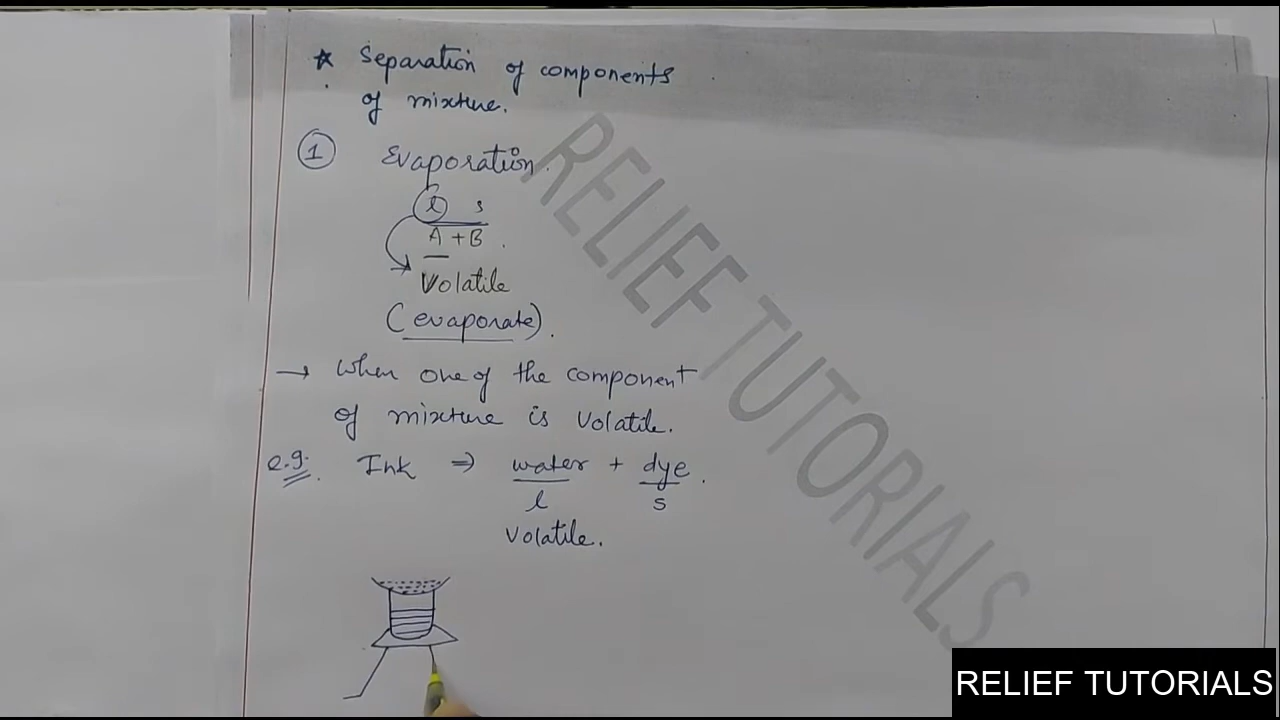 * Separation of components
of mixture.
1 Evaporation.
l s
A + B.
Volatile
(evaporate).
→ When one of the component
of mixture is volatile.
e.g. Ink ⇒ water + dye.
l s
Volatile.
RELIEF TUTORIALS
RELIEF TUTORIALS